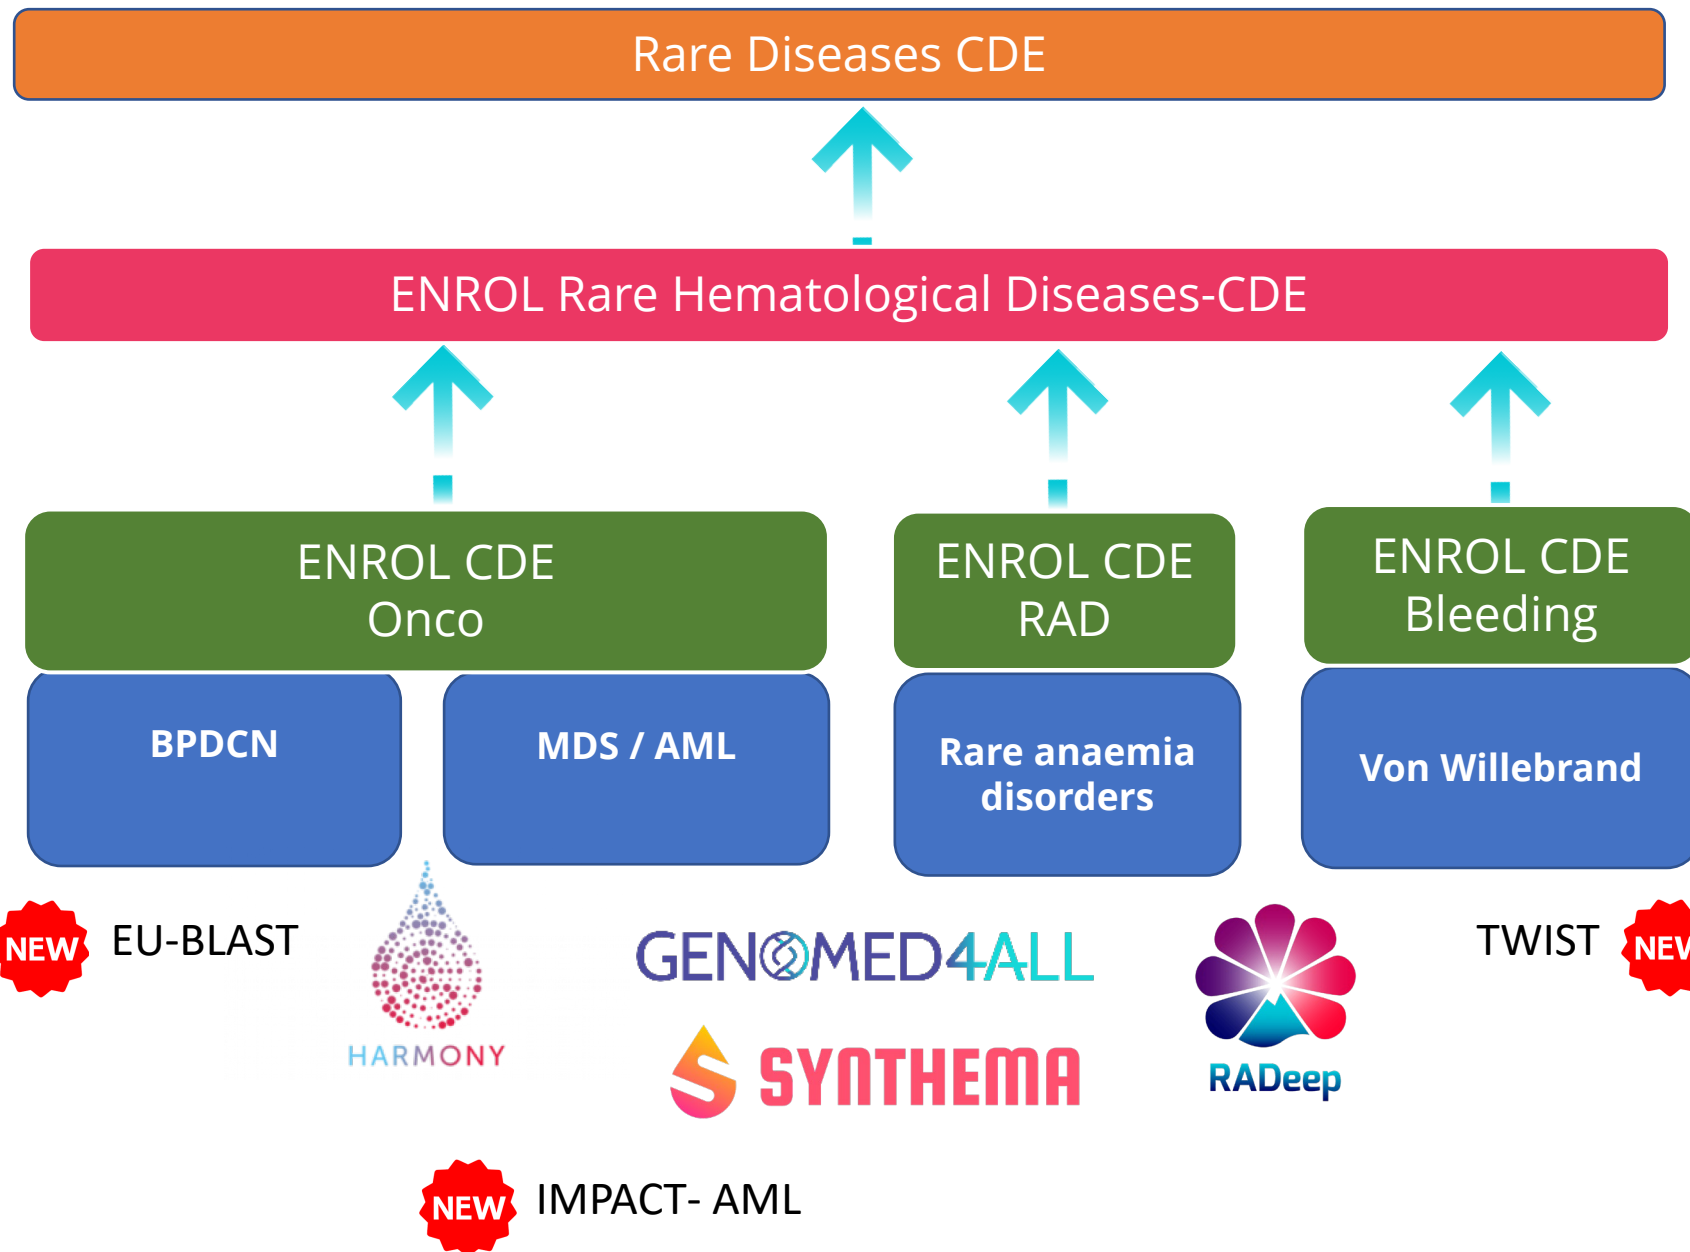 Rare Diseases CDE
ENROL Rare Hematological Diseases-CDE
ENROL CDE
Onco
ENROL CDE
RAD
ENROL CDE
Bleeding
BPDCN
MDS / AML
Rare anaemia
disorders
Von Willebrand
NEW
EU-BLAST
HARMONY
GENOMED4ALL
SYNTHEMA
RADeep
TWIST
NEW
NEW
IMPACT- AML